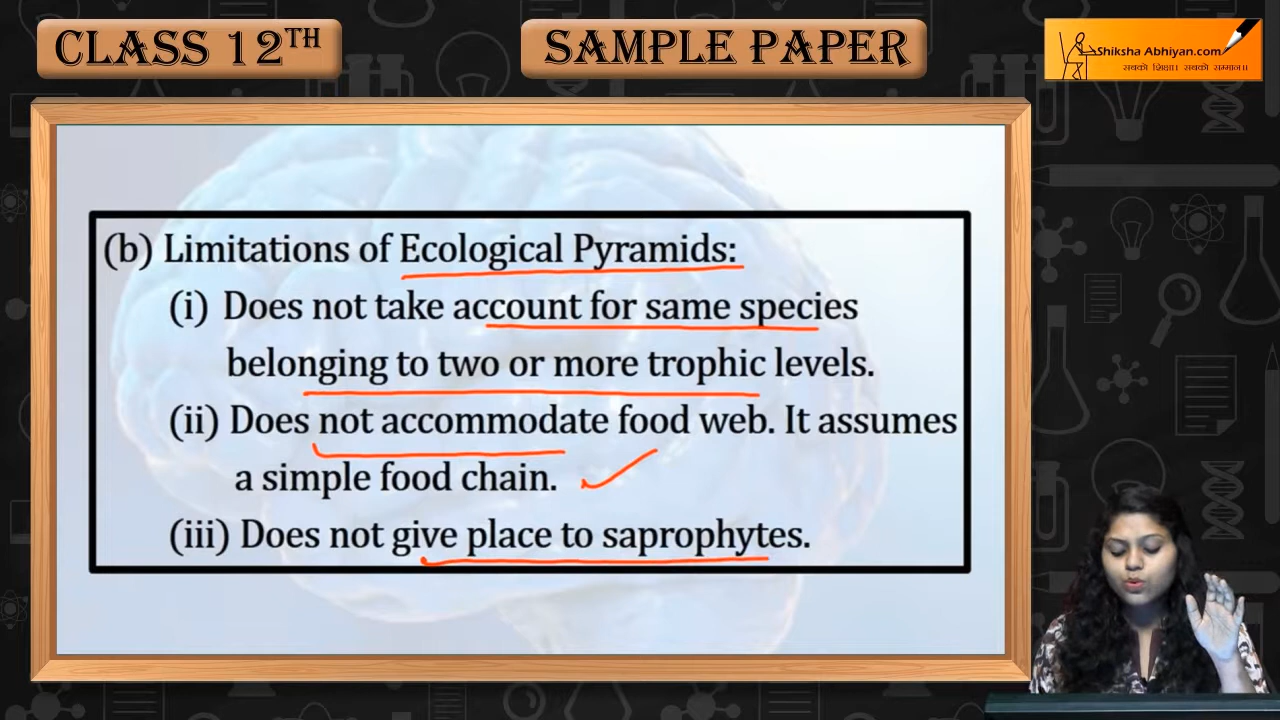 CLASS 12TH
SAMPLE PAPER
Shiksha Abhiyan.com
सबको शिक्षा। सबको सम्मान॥
(b) Limitations of Ecological Pyramids:
(i) Does not take account for same species
belonging to two or more trophic levels.
(ii) Does not accommodate food web. It assumes
a simple food chain.
(iii) Does not give place to saprophytes.